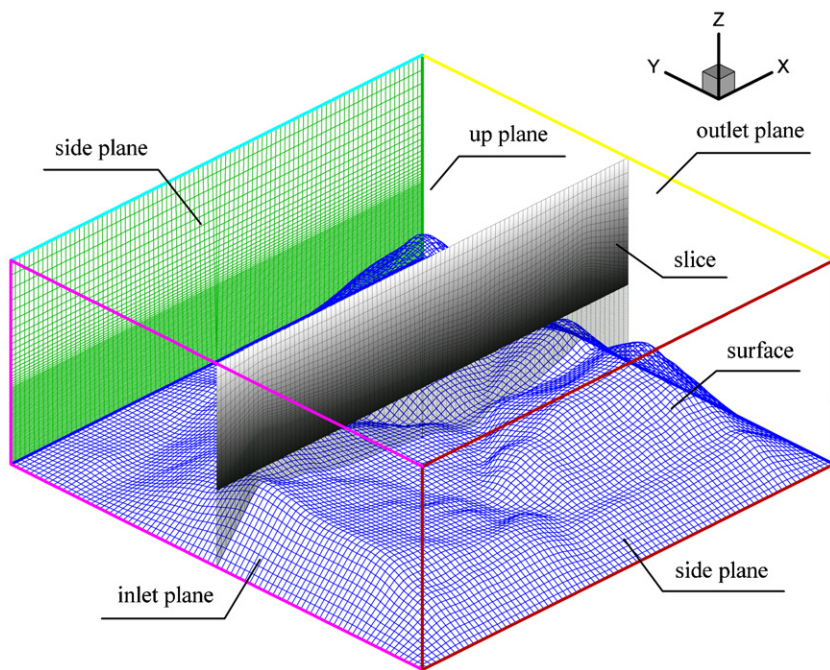 Z
Y
X
side plane
up plane
outlet plane
slice
surface
inlet plane
side plane